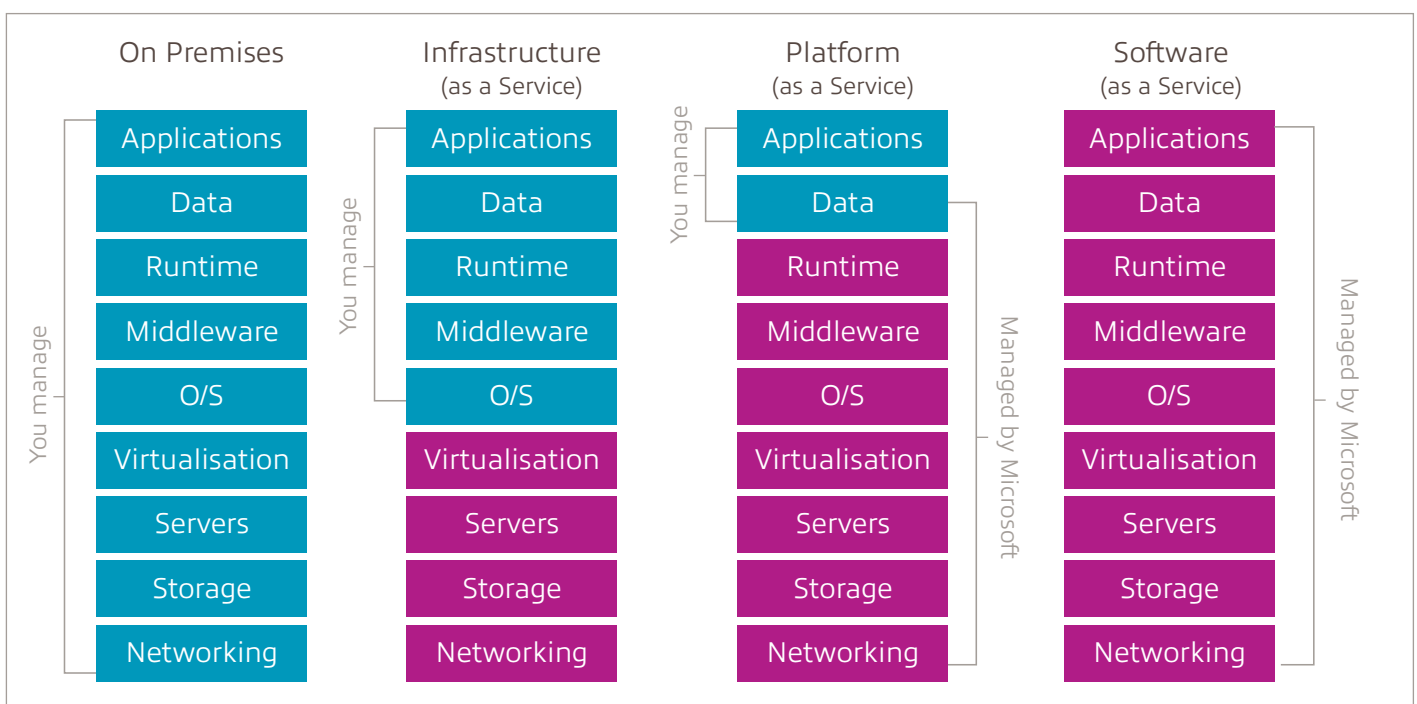 On Premises
Applications
Data
Runtime
Middleware
O/S
Virtualisation
Servers
Storage
Networking
You manage
Infrastructure
(as a Service)
Applications
Data
Runtime
Middleware
O/S
Virtualisation
Servers
Storage
Networking
You manage
Platform
(as a Service)
Applications
Data
Runtime
Middleware
O/S
Virtualisation
Servers
Storage
Networking
You manage
Managed by Microsoft
Software
(as a Service)
Applications
Data
Runtime
Middleware
O/S
Virtualisation
Servers
Storage
Networking
Managed by Microsoft